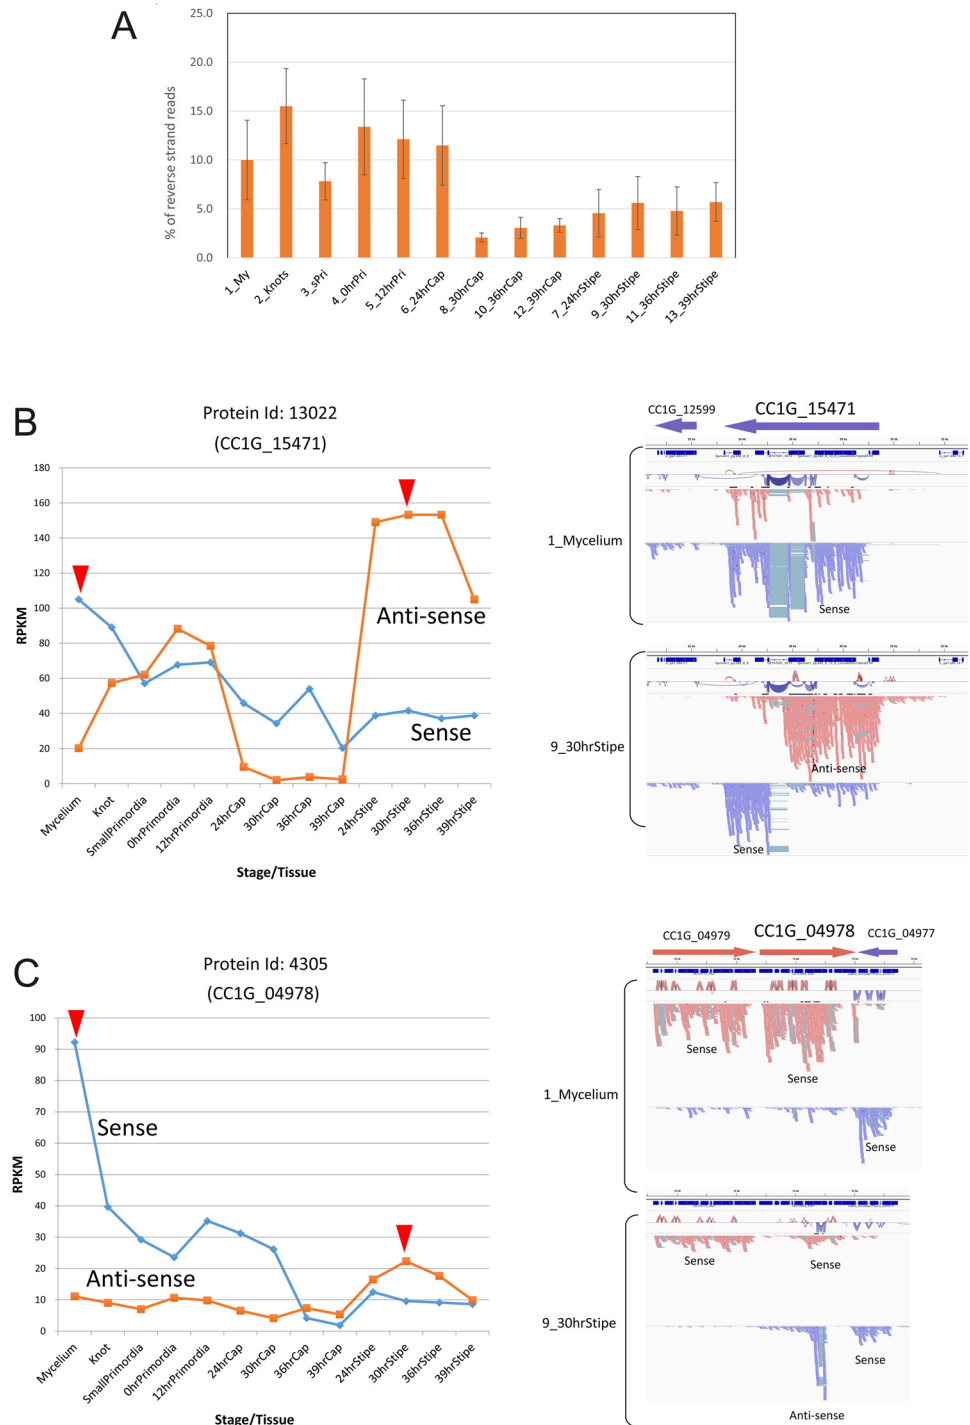 A
25.0
20.0
15.0
10.0
5.0
0.0
% of reverse strand reads
1_My
2_Knots
3_sPri
4_0hrPri
5_12hrPri
6_24hrCap
8_30hrCap
10_36hrCap
12_39hrCap
7_24hrStipe
9_30hrStipe
11_36hrStipe
13_39hrStipe
B
Protein Id: 13022
(CC1G_15471)
180
160
140
120
100
80
60
40
20
0
RPKM
Anti-sense
Sense
Mycelium
Knot
SmallPrimordia
0hrPrimordia
12hrPrimordia
24hrCap
30hrCap
36hrCap
39hrCap
24hrStipe
30hrStipe
36hrStipe
39hrStipe
Stage/Tissue
CC1G_12599
CC1G_15471
1_Mycelium
Sense
9_30hrStipe
Anti-sense
Sense
C
Protein Id: 4305
(CC1G_04978)
100
90
80
70
60
50
40
30
20
10
0
RPKM
Sense
Anti-sense
Mycelium
Knot
SmallPrimordia
0hrPrimordia
12hrPrimordia
24hrCap
30hrCap
36hrCap
39hrCap
24hrStipe
30hrStipe
36hrStipe
39hrStipe
Stage/Tissue
CC1G_04979
CC1G_04978
CC1G_04977
1_Mycelium
Sense
Sense
Sense
9_30hrStipe
Sense
Sense
Sense
Anti-sense